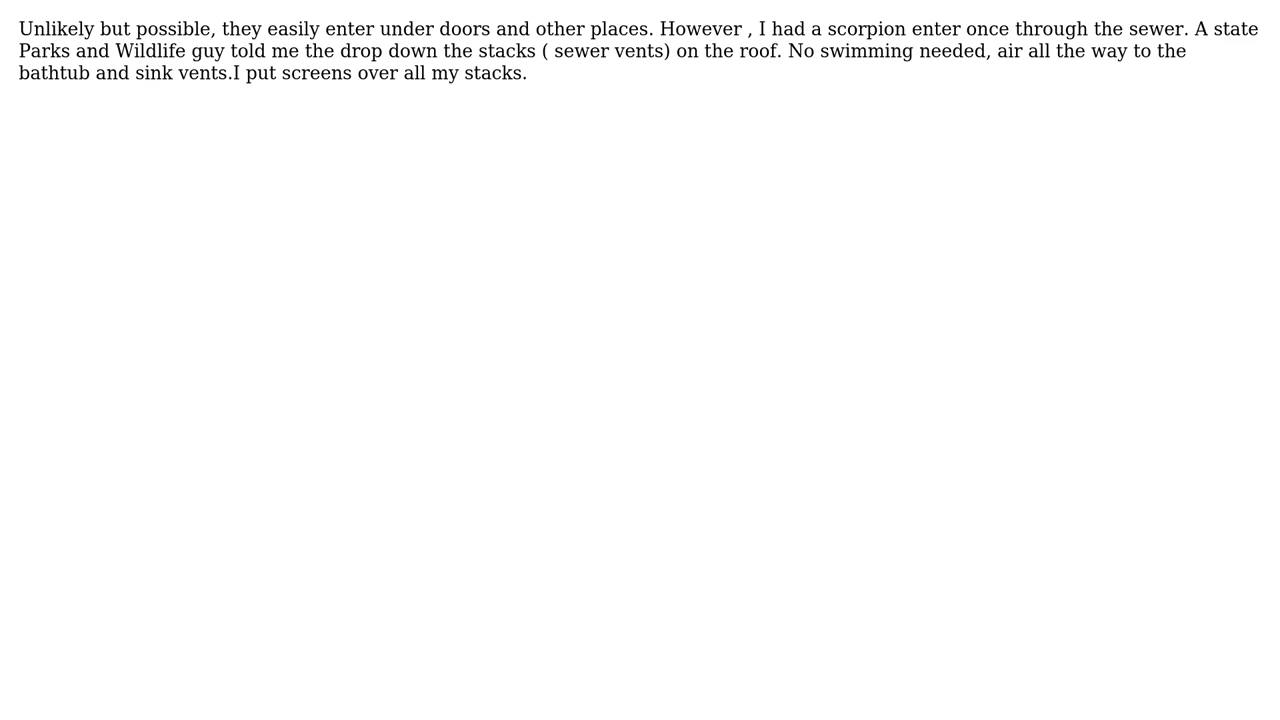 Unlikely but possible, they easily enter under doors and other places. However , I had a scorpion enter once through the sewer. A state
Parks and Wildlife guy told me the drop down the stacks ( sewer vents) on the roof. No swimming needed, air all the way to the
bathtub and sink vents.I put screens over all my stacks.